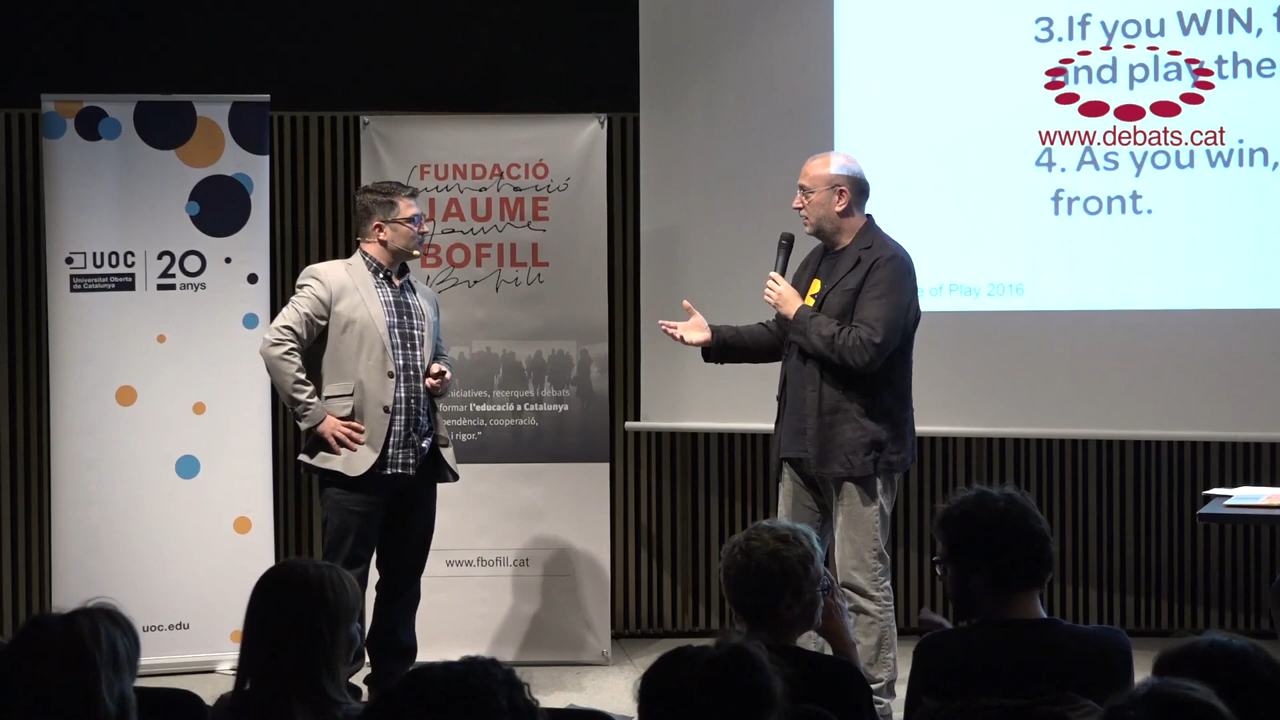 UOC
Universitat Oberta
de Catalunya
20
anys
uoc.edu
FUNDACIÓ
JAUME
BOFILL
iniciatives, recerques i debats
formar l'educació a Catalunya
pendència, cooperació,
i rigor."
www.fbofill.cat
3.If you WIN,
and play the
4. As you win,
front.
of Play 2016
www.debats.cat